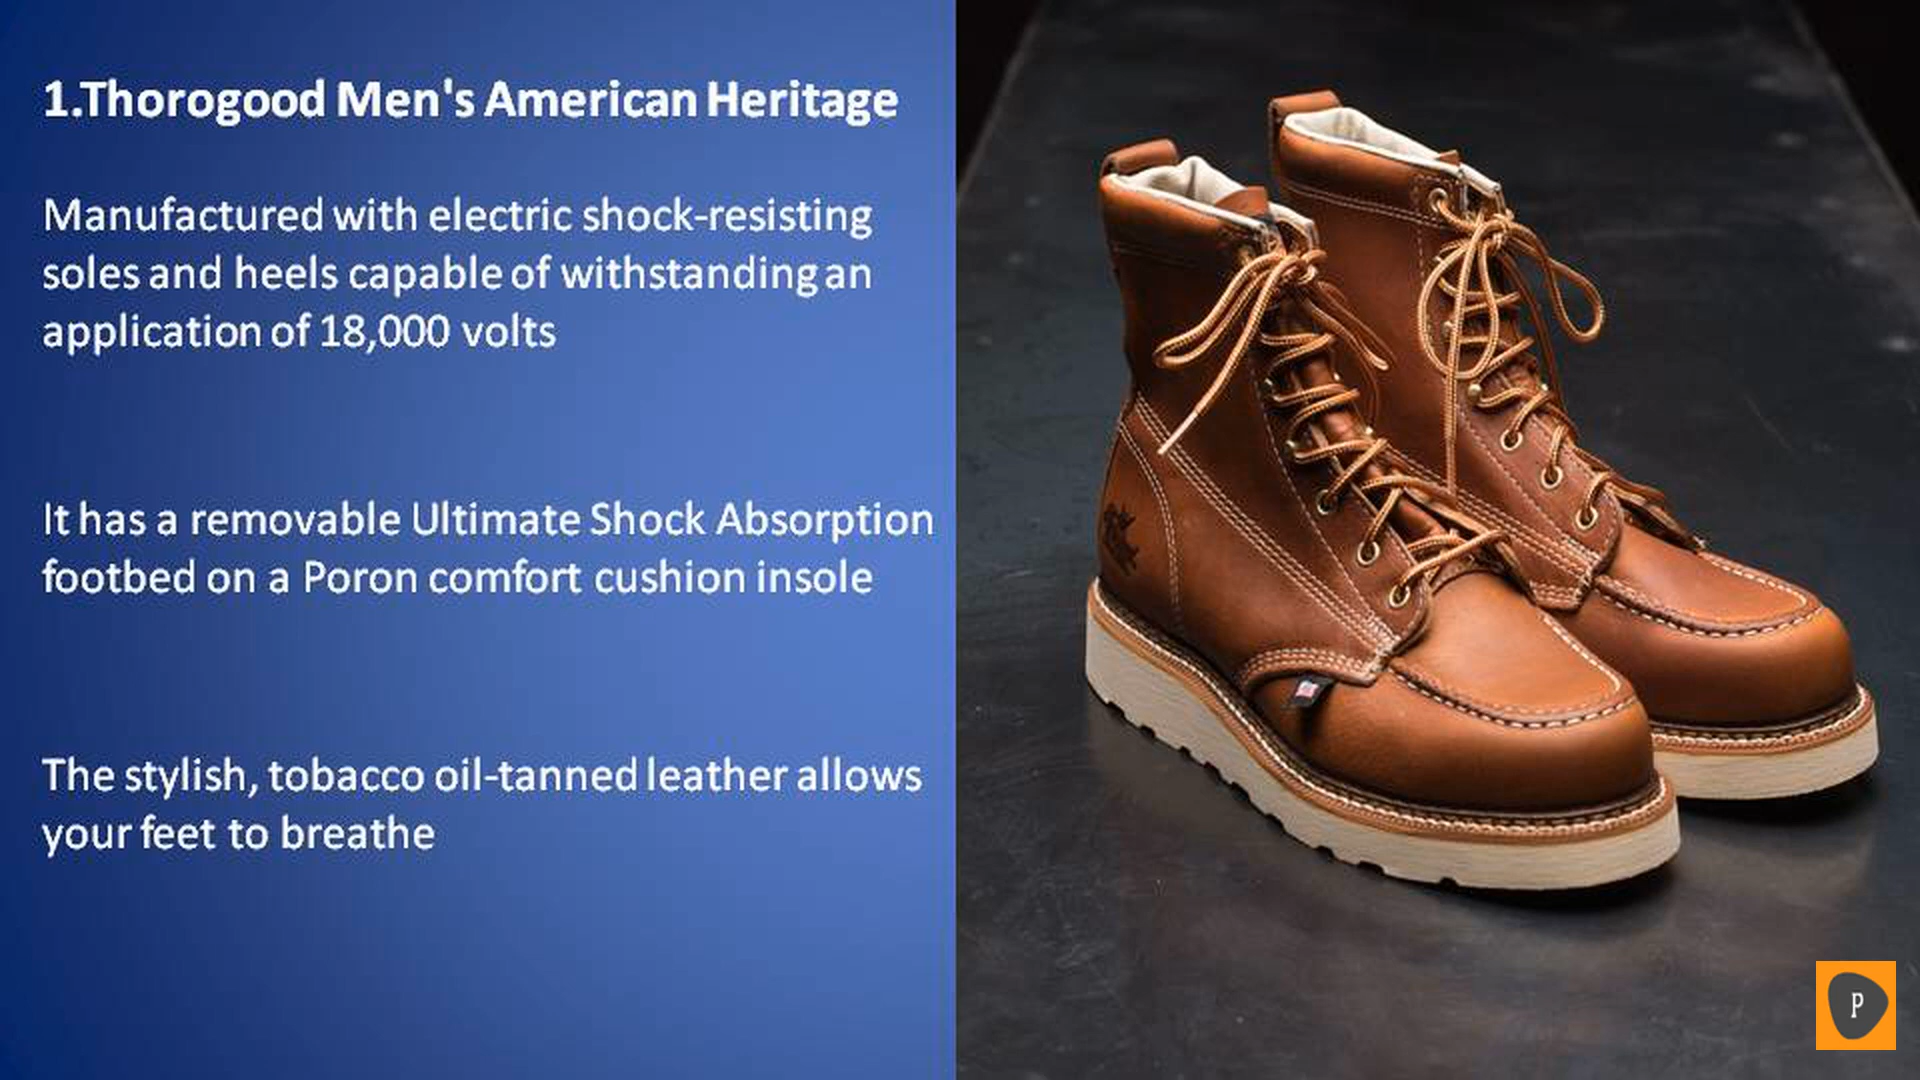 1.Thorogood Men's American Heritage
Manufactured with electric shock-resisting
soles and heels capable of withstanding an
application of 18,000 volts
It has a removable Ultimate Shock Absorption
footbed on a Poron comfort cushion insole
The stylish, tobacco oil-tanned leather allows
your feet to breathe
P